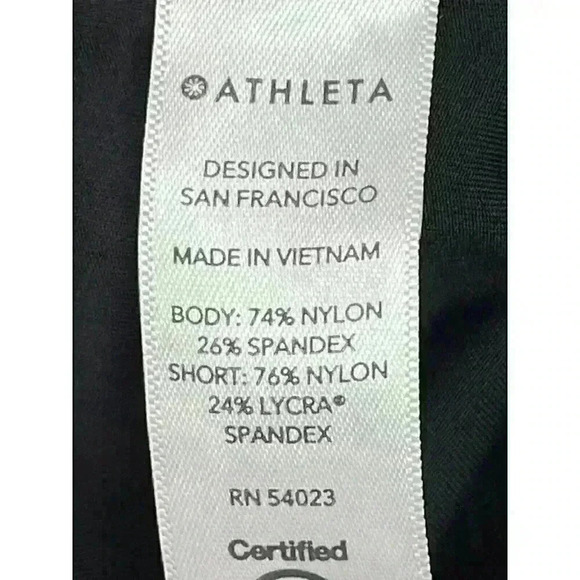 ATHLETA
DESIGNED IN
SAN FRANCISCO
MADE IN VIETNAM
BODY: 74% NYLON
26% SPANDEX
SHORT: 76% NYLON
24% LYCRA®
SPANDEX
RN 54023
Certified